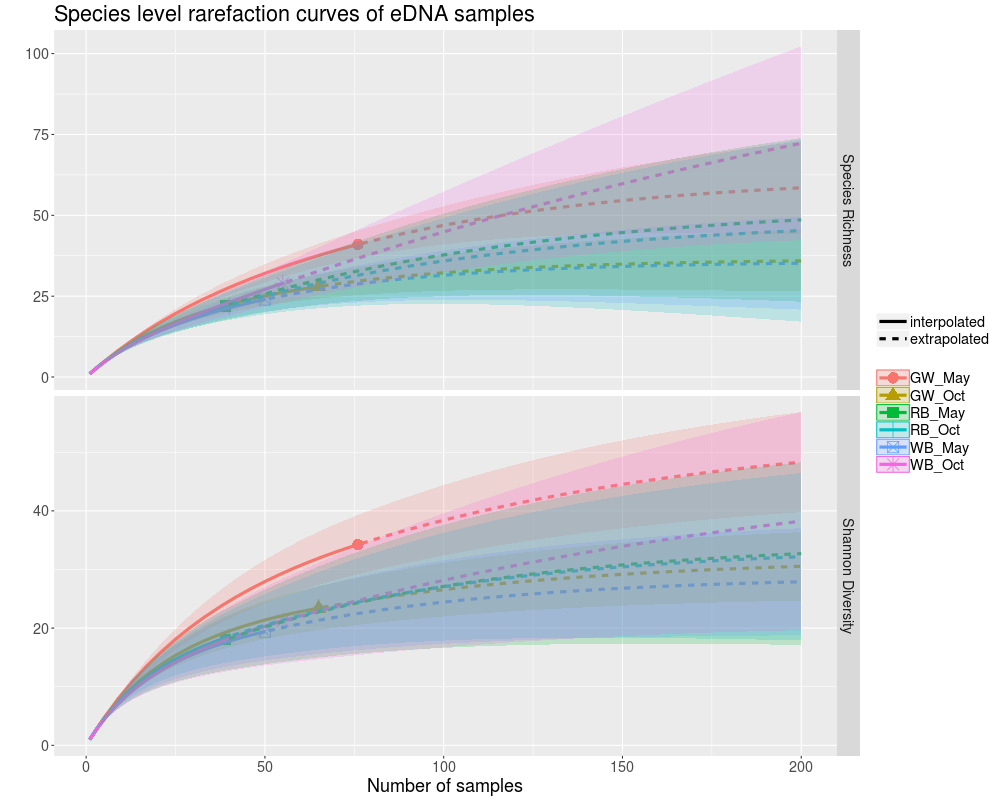 Species level rarefaction curves of eDNA samples
100
75
50
25
0
Species Richness
40
20
0
Shannon Diversity
0 50 100 150 200
Number of samples
interpolated
extrapolated
GW_May
GW_Oct
RB_May
RB_Oct
WB_May
WB_Oct